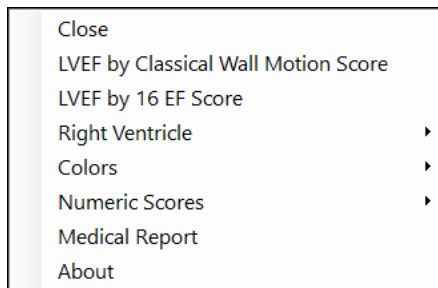 Close
LVEF by Classical Wall Motion Score
LVEF by 16 EF Score
Right Ventricle
Colors
Numeric Scores
Medical Report
About